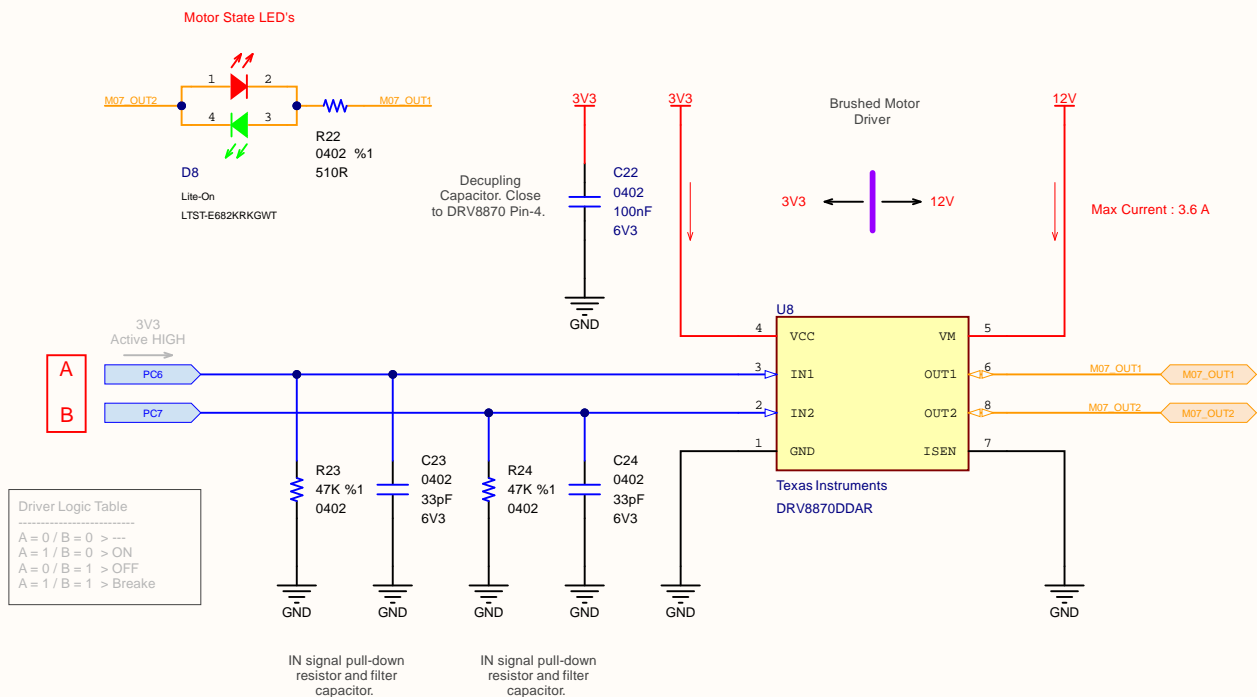 Motor State LED's
M07_OUT2
1
2
4
3
M07_OUT1
R22
0402 %1
510R
D8
Lite-On
LTST-E682KRKGWT
3V3
Decupling
Capacitor. Close
to DRV8870 Pin-4.
C22
0402
100nF
6V3
GND
3V3
12V
Brushed Motor
Driver
3V3
12V
Max Current : 3.6 A
3V3
Active HIGH
A
B
PC6
PC7
U8
4
VCC
VM
5
3
IN1
OUT1
6
M07_OUT1
M07_OUT1
2
IN2
OUT2
8
M07_OUT2
M07_OUT2
1
GND
ISEN
7
Texas Instruments
DRV8870DDAR
R23
47K %1
0402
C23
0402
33pF
6V3
R24
47K %1
0402
C24
0402
33pF
6V3
Driver Logic Table
--------------------------
A = 0 / B = 0 > ---
A = 1 / B = 0 > ON
A = 0 / B = 1 > OFF
A = 1 / B = 1 > Breake
GND
GND
GND
GND
GND
GND
IN signal pull-down
resistor and filter
capacitor.
IN signal pull-down
resistor and filter
capacitor.